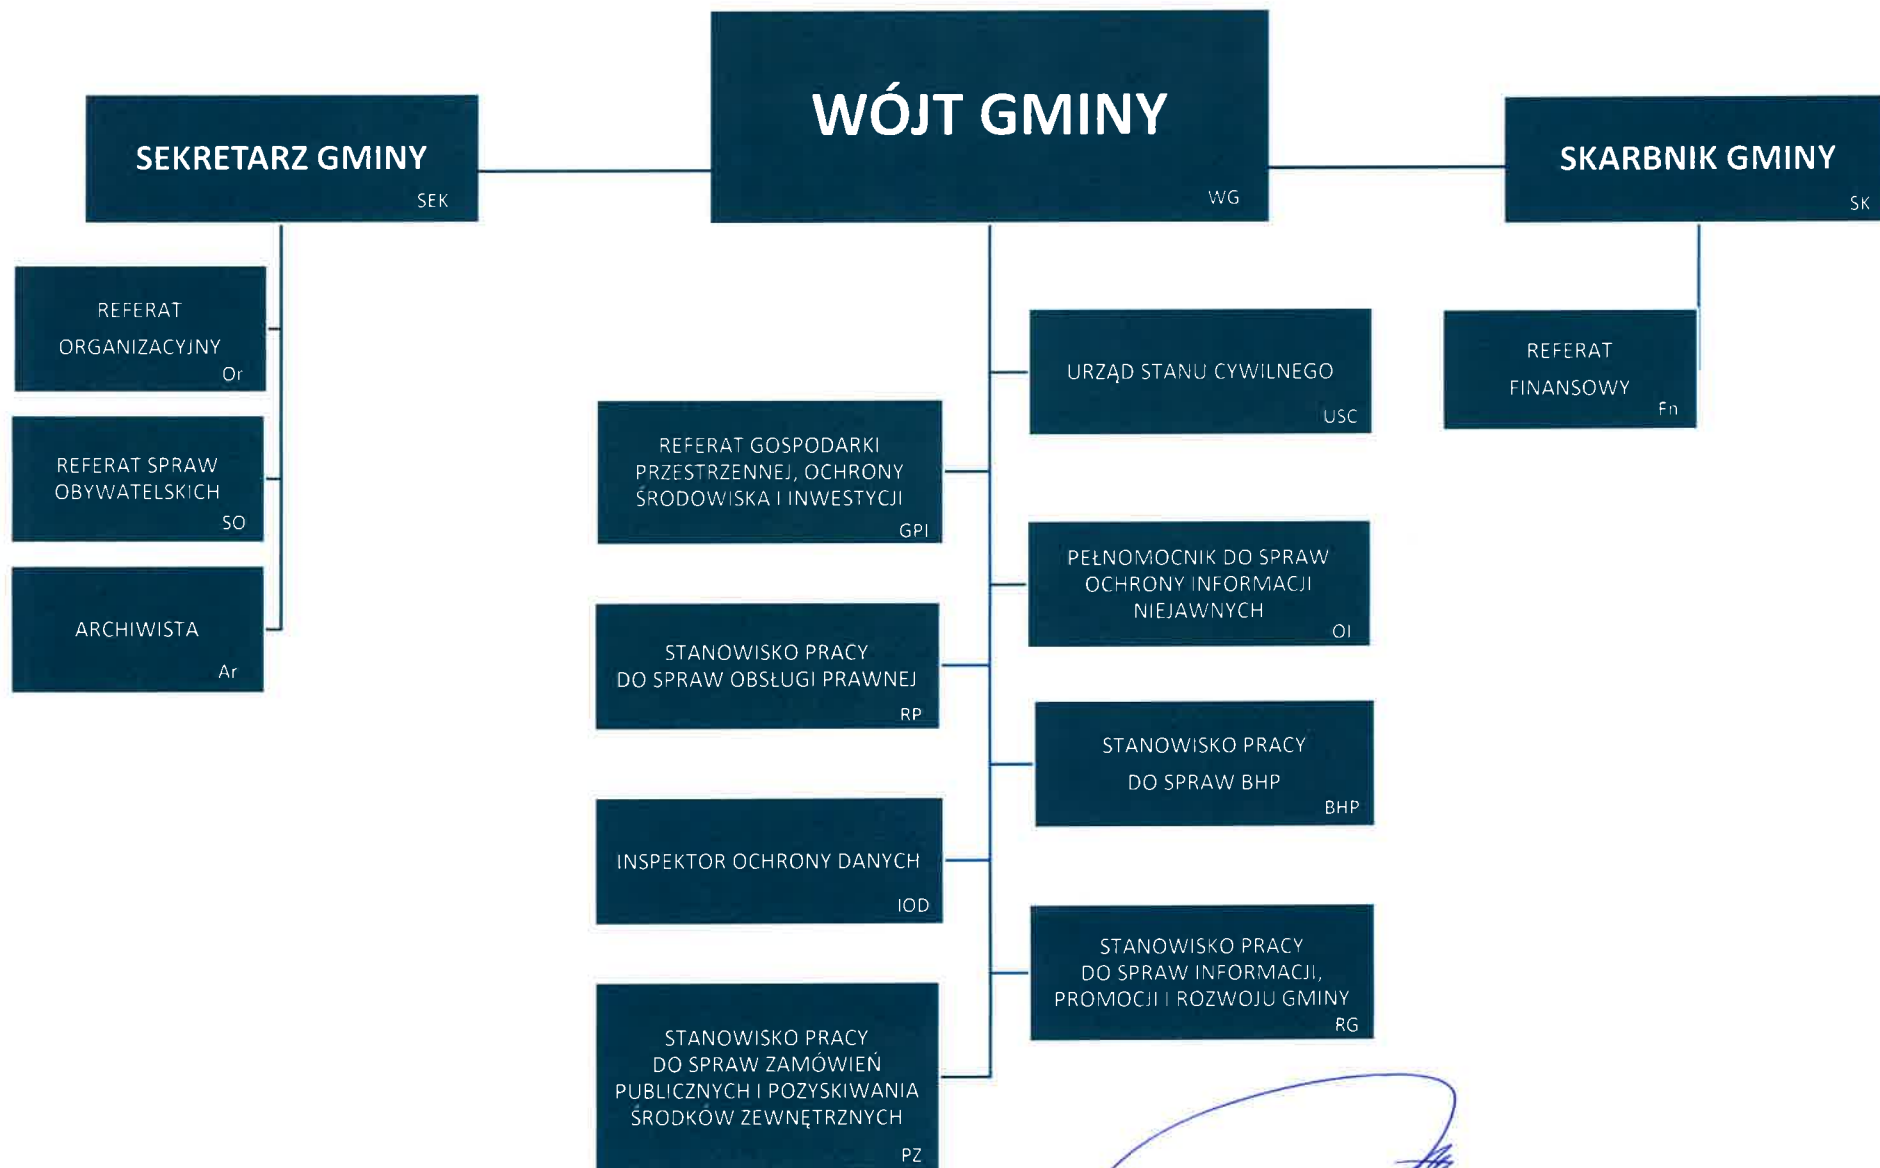 WÓJT GMINY
WG
SEKRETARZ GMINY
SEK
SKARBNIK GMINY
SK
REFERAT
ORGANIZACYJNY
Or
REFERAT SPRAW
OBYWATELSKICH
SO
ARCHIWISTA
Ar
REFERAT GOSPODARKI
PRZESTRZENNEJ, OCHRONY
ŚRODOWISKA I INWESTYCJI
GPI
STANOWISKO PRACY
DO SPRAW OBSŁUGI PRAWNEJ
RP
INSPEKTOR OCHRONY DANYCH
IOD
STANOWISKO PRACY
DO SPRAW ZAMÓWIEŃ
PUBLICZNYCH I POZYSKIWANIA
ŚRODKÓW ZEWNĘTRZNYCH
PZ
URZĄD STANU CYWILNEGO
USC
PEŁNOMOCNIK DO SPRAW
OCHRONY INFORMACJI
NIEJAWNYCH
OI
STANOWISKO PRACY
DO SPRAW BHP
BHP
STANOWISKO PRACY
DO SPRAW INFORMACJI,
PROMOCJI I ROZWOJU GMINY
RG
REFERAT
FINANSOWY
Fn